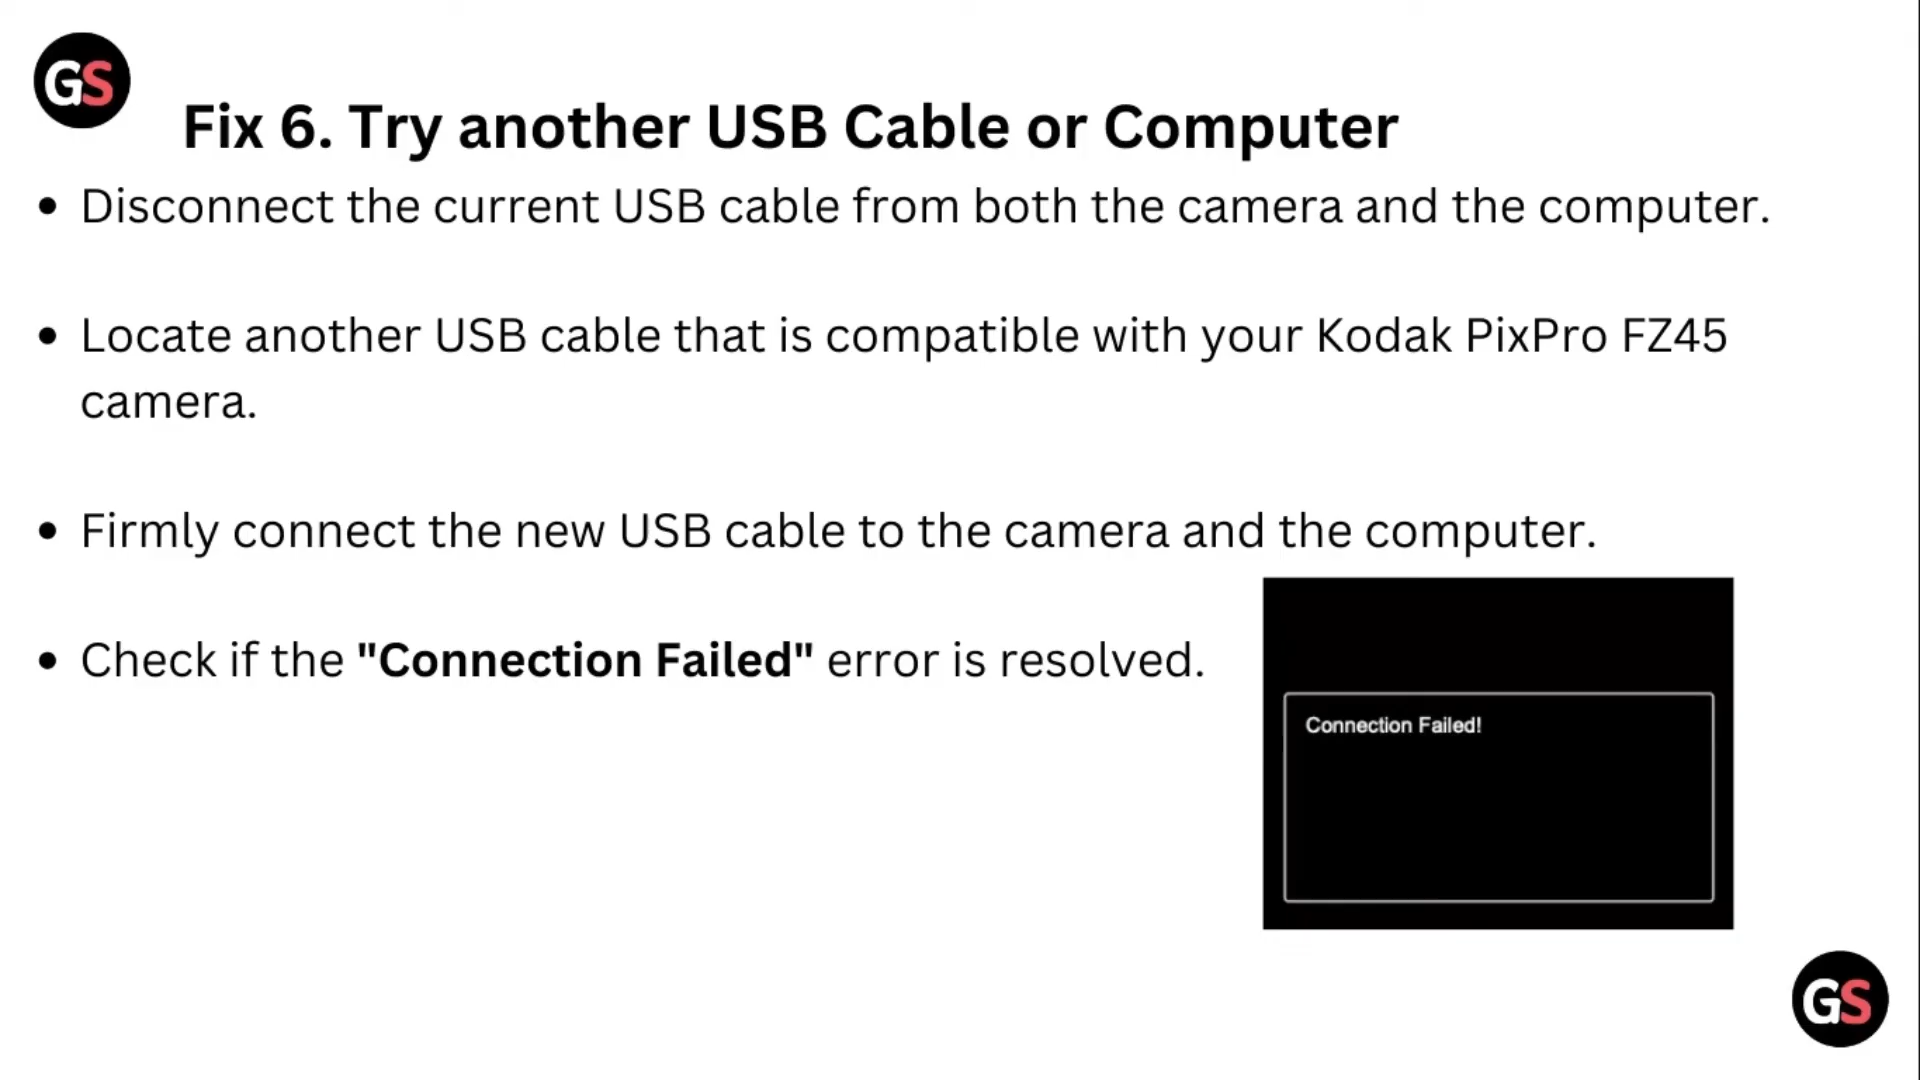 GS
Fix 6. Try another USB Cable or Computer
• Disconnect the current USB cable from both the camera and the computer.
• Locate another USB cable that is compatible with your Kodak PixPro FZ45
camera.
• Firmly connect the new USB cable to the camera and the computer.
• Check if the "Connection Failed" error is resolved.
Connection Failed!
GS